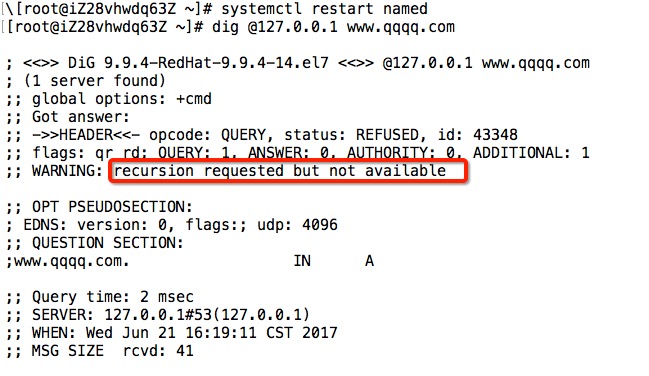 \[root@iZ28vhwdq63Z ~]# systemctl restart named
[[root@iZ28vhwdq63Z ~]# dig @127.0.0.1 www.qqqq.com
; <<>> DiG 9.9.4-RedHat-9.9.4-14.el7 <<>> @127.0.0.1 www.qqqq.com
; (1 server found)
;; global options: +cmd
;; Got answer:
;; ->>HEADER<<- opcode: QUERY, status: REFUSED, id: 43348
;; flags: qr rd; QUERY: 1, ANSWER: 0, AUTHORITY: 0, ADDITIONAL: 1
;; WARNING: recursion requested but not available
;; OPT PSEUDOSECTION:
; EDNS: version: 0, flags:; udp: 4096
;; QUESTION SECTION:
;www.qqqq.com. IN A
;; Query time: 2 msec
;; SERVER: 127.0.0.1#53(127.0.0.1)
;; WHEN: Wed Jun 21 16:19:11 CST 2017
;; MSG SIZE rcvd: 41